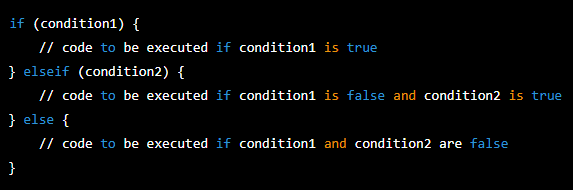 if (condition1) {
// code to be executed if condition1 is true
} elseif (condition2) {
// code to be executed if condition1 is false and condition2 is true
} else {
// code to be executed if condition1 and condition2 are false
}